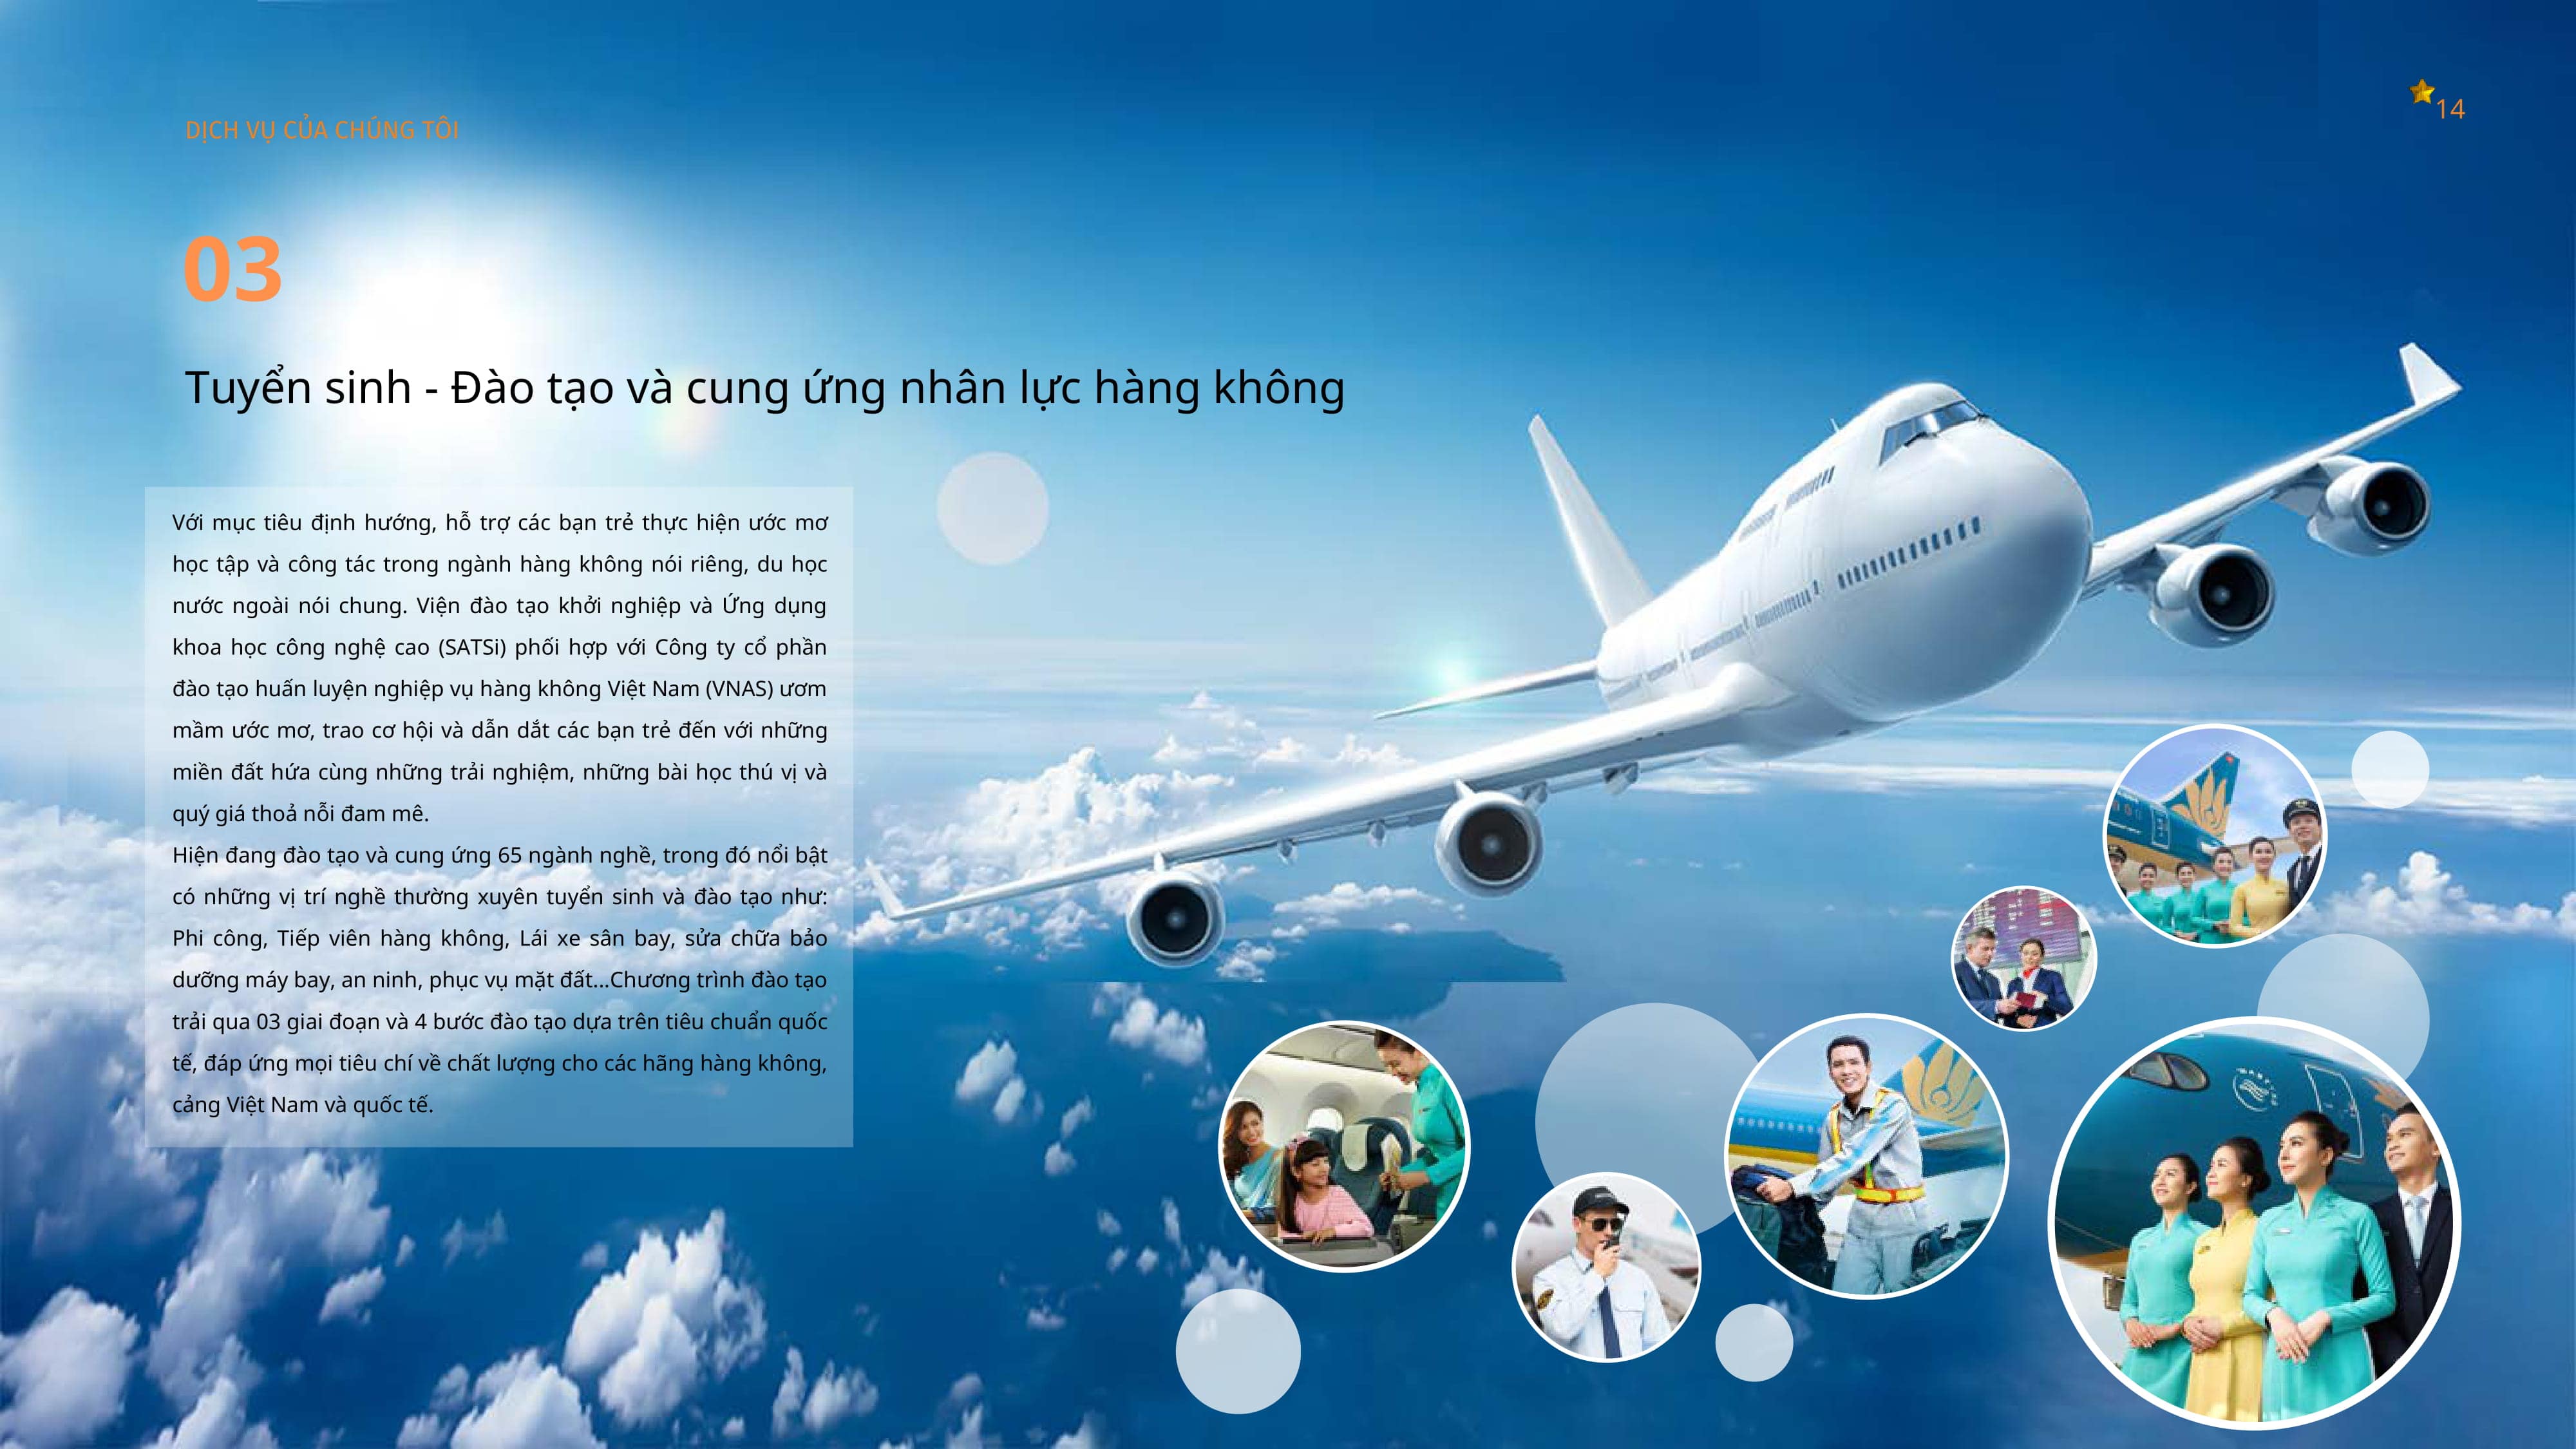 DỊCH VỤ CỦA CHÚNG TÔI
14
03
Tuyển sinh - Đào tạo và cung ứng nhân lực hàng không
Với mục tiêu định hướng, hỗ trợ các bạn trẻ thực hiện ước mơ
học tập và công tác trong ngành hàng không nói riêng, du học
nước ngoài nói chung. Viện đào tạo khởi nghiệp và Ứng dụng
khoa học công nghệ cao (SATSi) phối hợp với Công ty cổ phần
đào tạo huấn luyện nghiệp vụ hàng không Việt Nam (VNAS) ươm
mầm ước mơ, trao cơ hội và dẫn dắt các bạn trẻ đến với những
miền đất hứa cùng những trải nghiệm, những bài học thú vị và
quý giá thoả nỗi đam mê.
Hiện đang đào tạo và cung ứng 65 ngành nghề, trong đó nổi bật
có những vị trí nghề thường xuyên tuyển sinh và đào tạo như:
Phi công, Tiếp viên hàng không, Lái xe sân bay, sửa chữa bảo
dưỡng máy bay, an ninh, phục vụ mặt đất...Chương trình đào tạo
trải qua 03 giai đoạn và 4 bước đào tạo dựa trên tiêu chuẩn quốc
tế, đáp ứng mọi tiêu chí về chất lượng cho các hãng hàng không,
cảng Việt Nam và quốc tế.